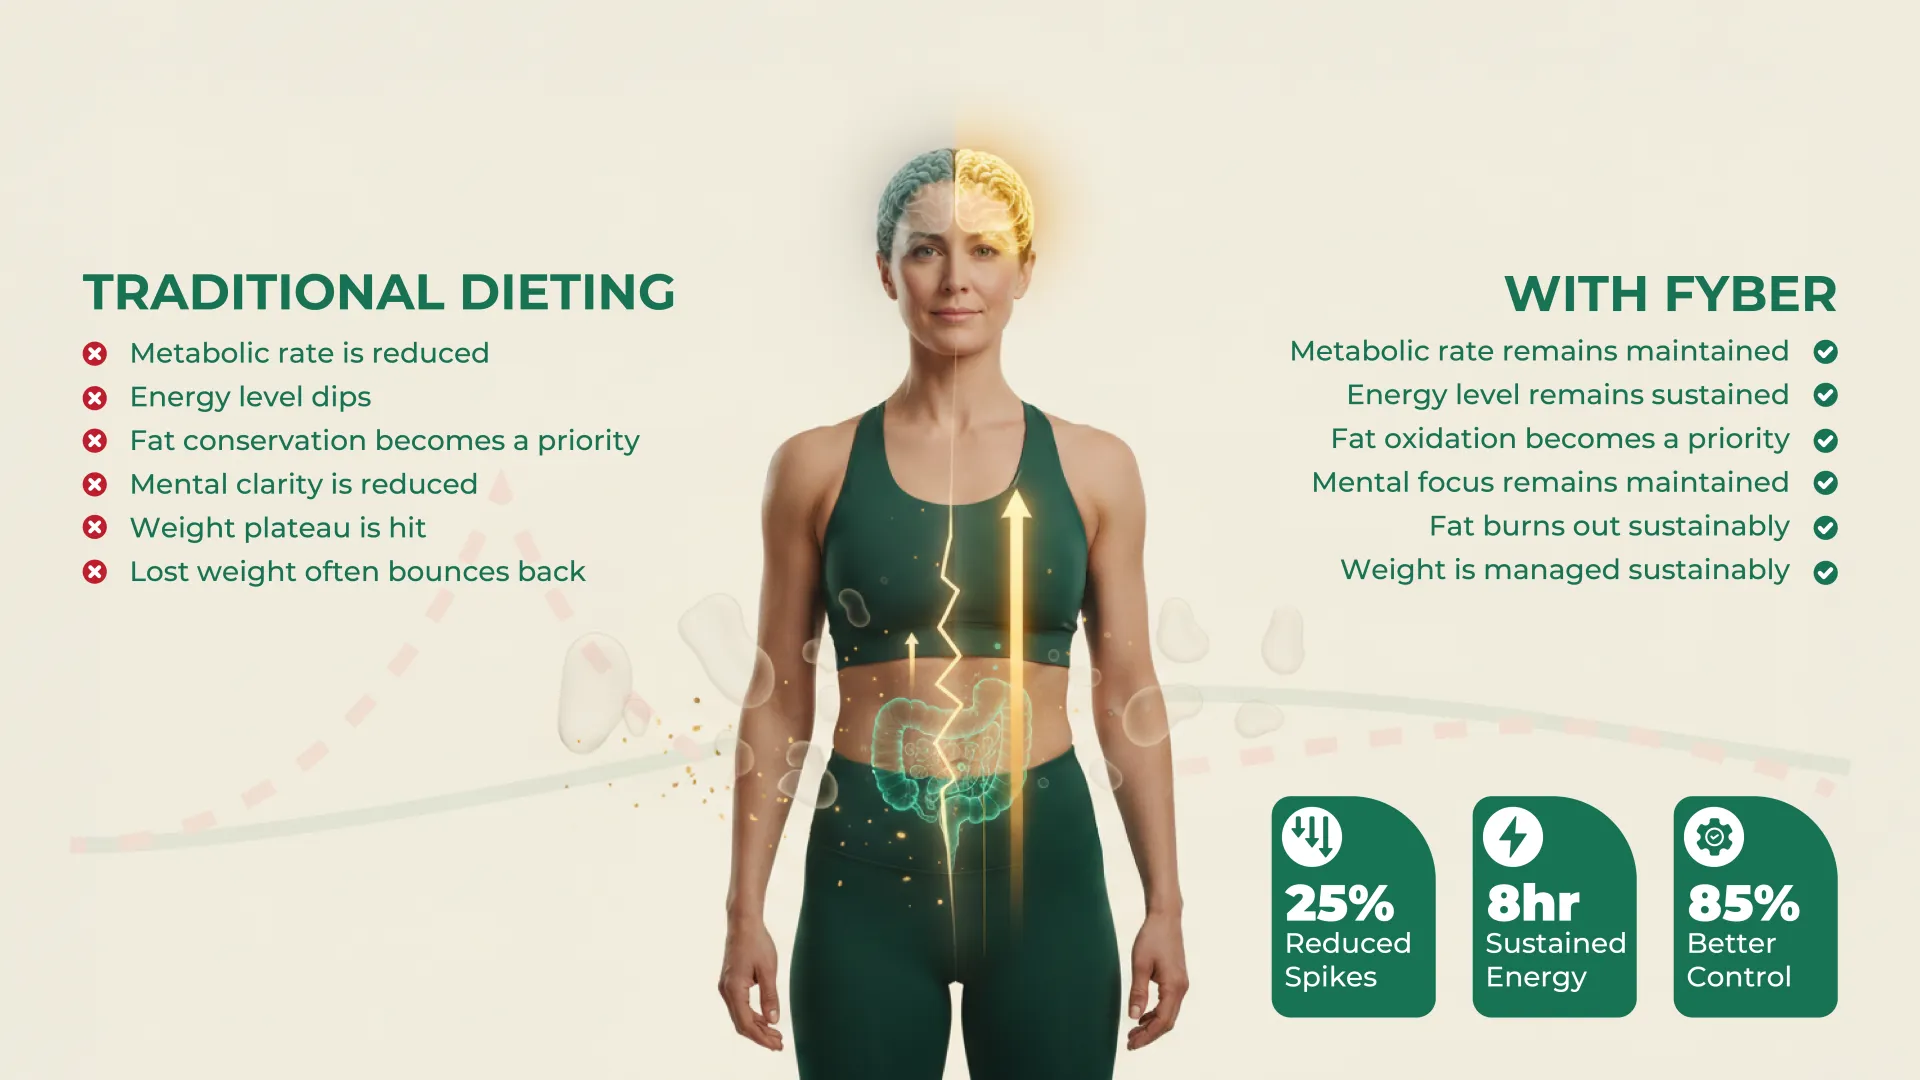 TRADITIONAL DIETING
Metabolic rate is reduced
Energy level dips
Fat conservation becomes a priority
Mental clarity is reduced
Weight plateau is hit
Lost weight often bounces back
WITH FYBER
Metabolic rate remains maintained
Energy level remains sustained
Fat oxidation becomes a priority
Mental focus remains maintained
Fat burns out sustainably
Weight is managed sustainably
25%
Reduced
Spikes
8hr
Sustained
Energy
85%
Better
Control